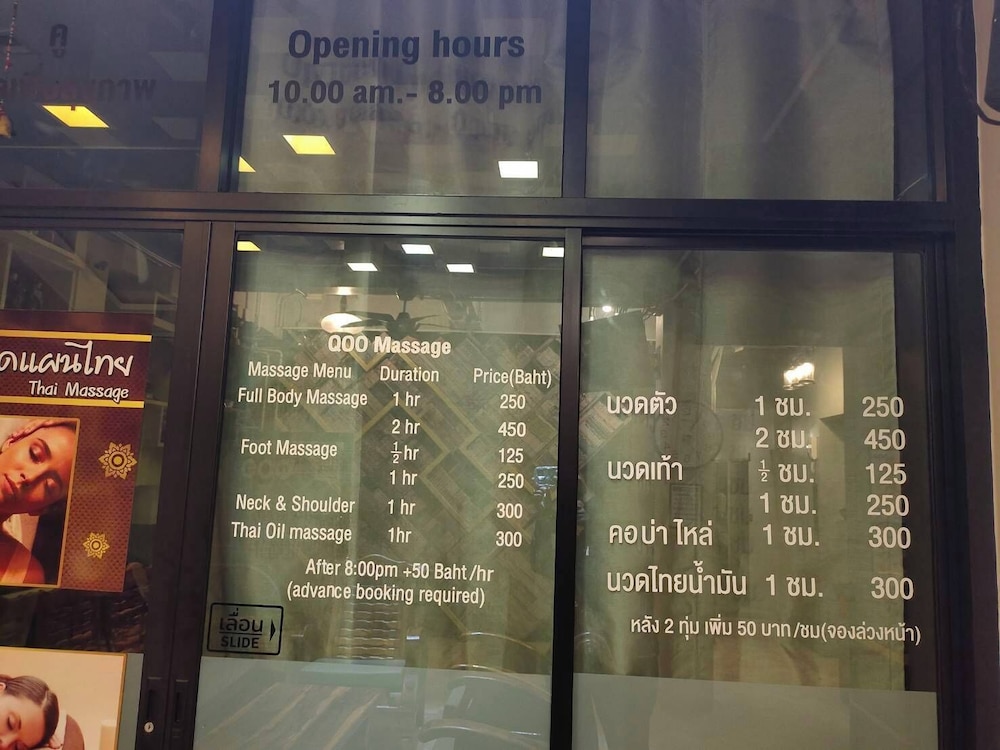 Opening hours
10.00 am.- 8.00 pm
ดแผนไทย
Thai Massage
QOO Massage
Massage Menu Duration Price(Baht)
Full Body Massage 1 hr 250
2 hr 450
Foot Massage ½ hr 125
1 hr 250
Neck & Shoulder 1 hr 300
Thai Oil massage 1hr 300
After 8:00pm +50 Baht/hr
(advance booking required)
เลื่อน
SLIDE
นวดตัว 1 ชม. 250
2 ชม. 450
นวดเท้า ½ ชม. 125
1 ชม. 250
คอ บ่า ไหล่ 1 ชม. 300
นวดไทยน้ำมัน 1 ชม. 300
หลัง 2 ทุ่ม เพิ่ม 50 บาท/ชม(จองล่วงหน้า)